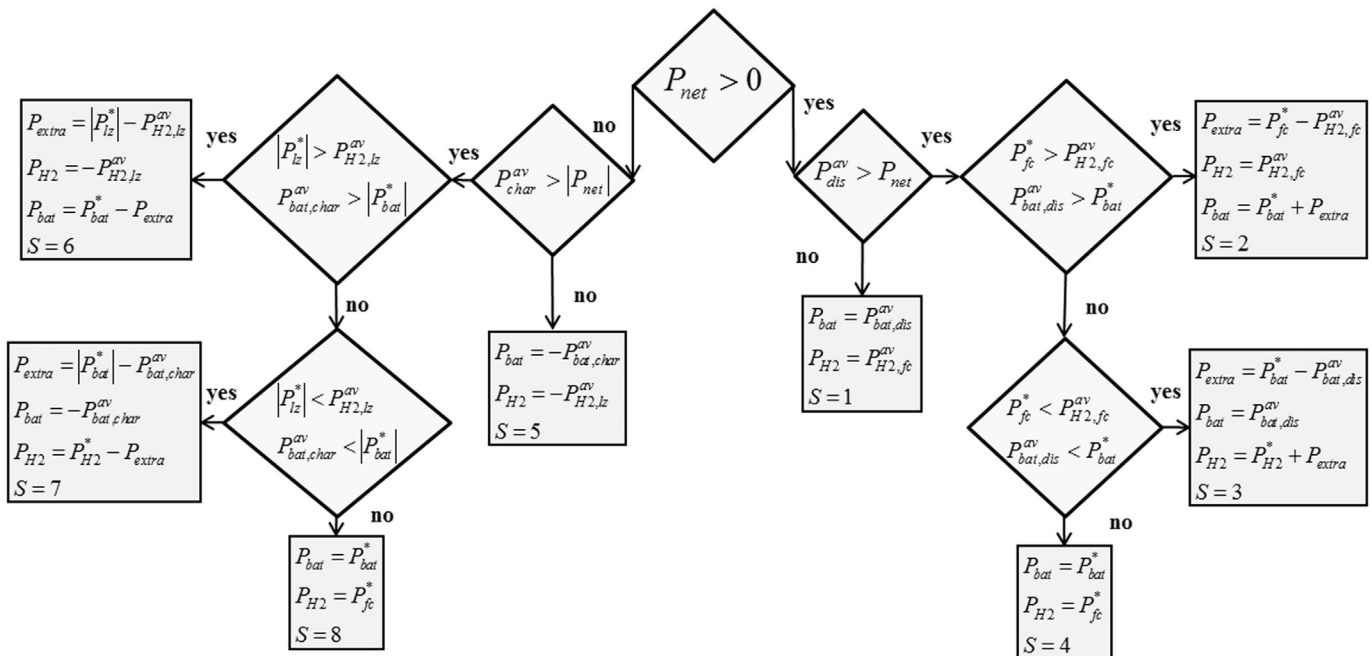 P_net > 0
no
yes
P_char^av > |P_net|
P_dis^av > P_net
yes
yes
|P_lz^*| > P_H2,lz^av
P_bat,char^av > |P_bat^*|
P_fc^* > P_H2,fc^av
P_bat,dis^av > P_bat^*
yes
P_extra = |P_lz^*| − P_H2,lz^av
P_H2 = −P_H2,lz^av
P_bat = P_bat^* − P_extra
S = 6
yes
P_extra = P_fc^* − P_H2,fc^av
P_H2 = P_H2,fc^av
P_bat = P_bat^* + P_extra
S = 2
no
no
no
no
P_bat = −P_bat,char^av
P_H2 = −P_H2,lz^av
S = 5
P_bat = P_bat,dis^av
P_H2 = P_H2,fc^av
S = 1
|P_lz^*| < P_H2,lz^av
P_bat,char^av < |P_bat^*|
yes
P_extra = |P_bat^*| − P_bat,char^av
P_bat = −P_bat,char^av
P_H2 = P_H2^* − P_extra
S = 7
P_fc^* < P_H2,fc^av
P_bat,dis^av < P_bat^*
yes
P_extra = P_bat^* − P_bat,dis^av
P_bat = P_bat,dis^av
P_H2 = P_H2^* + P_extra
S = 3
no
P_bat = P_bat^*
P_H2 = P_fc^*
S = 8
no
P_bat = P_bat^*
P_H2 = P_fc^*
S = 4